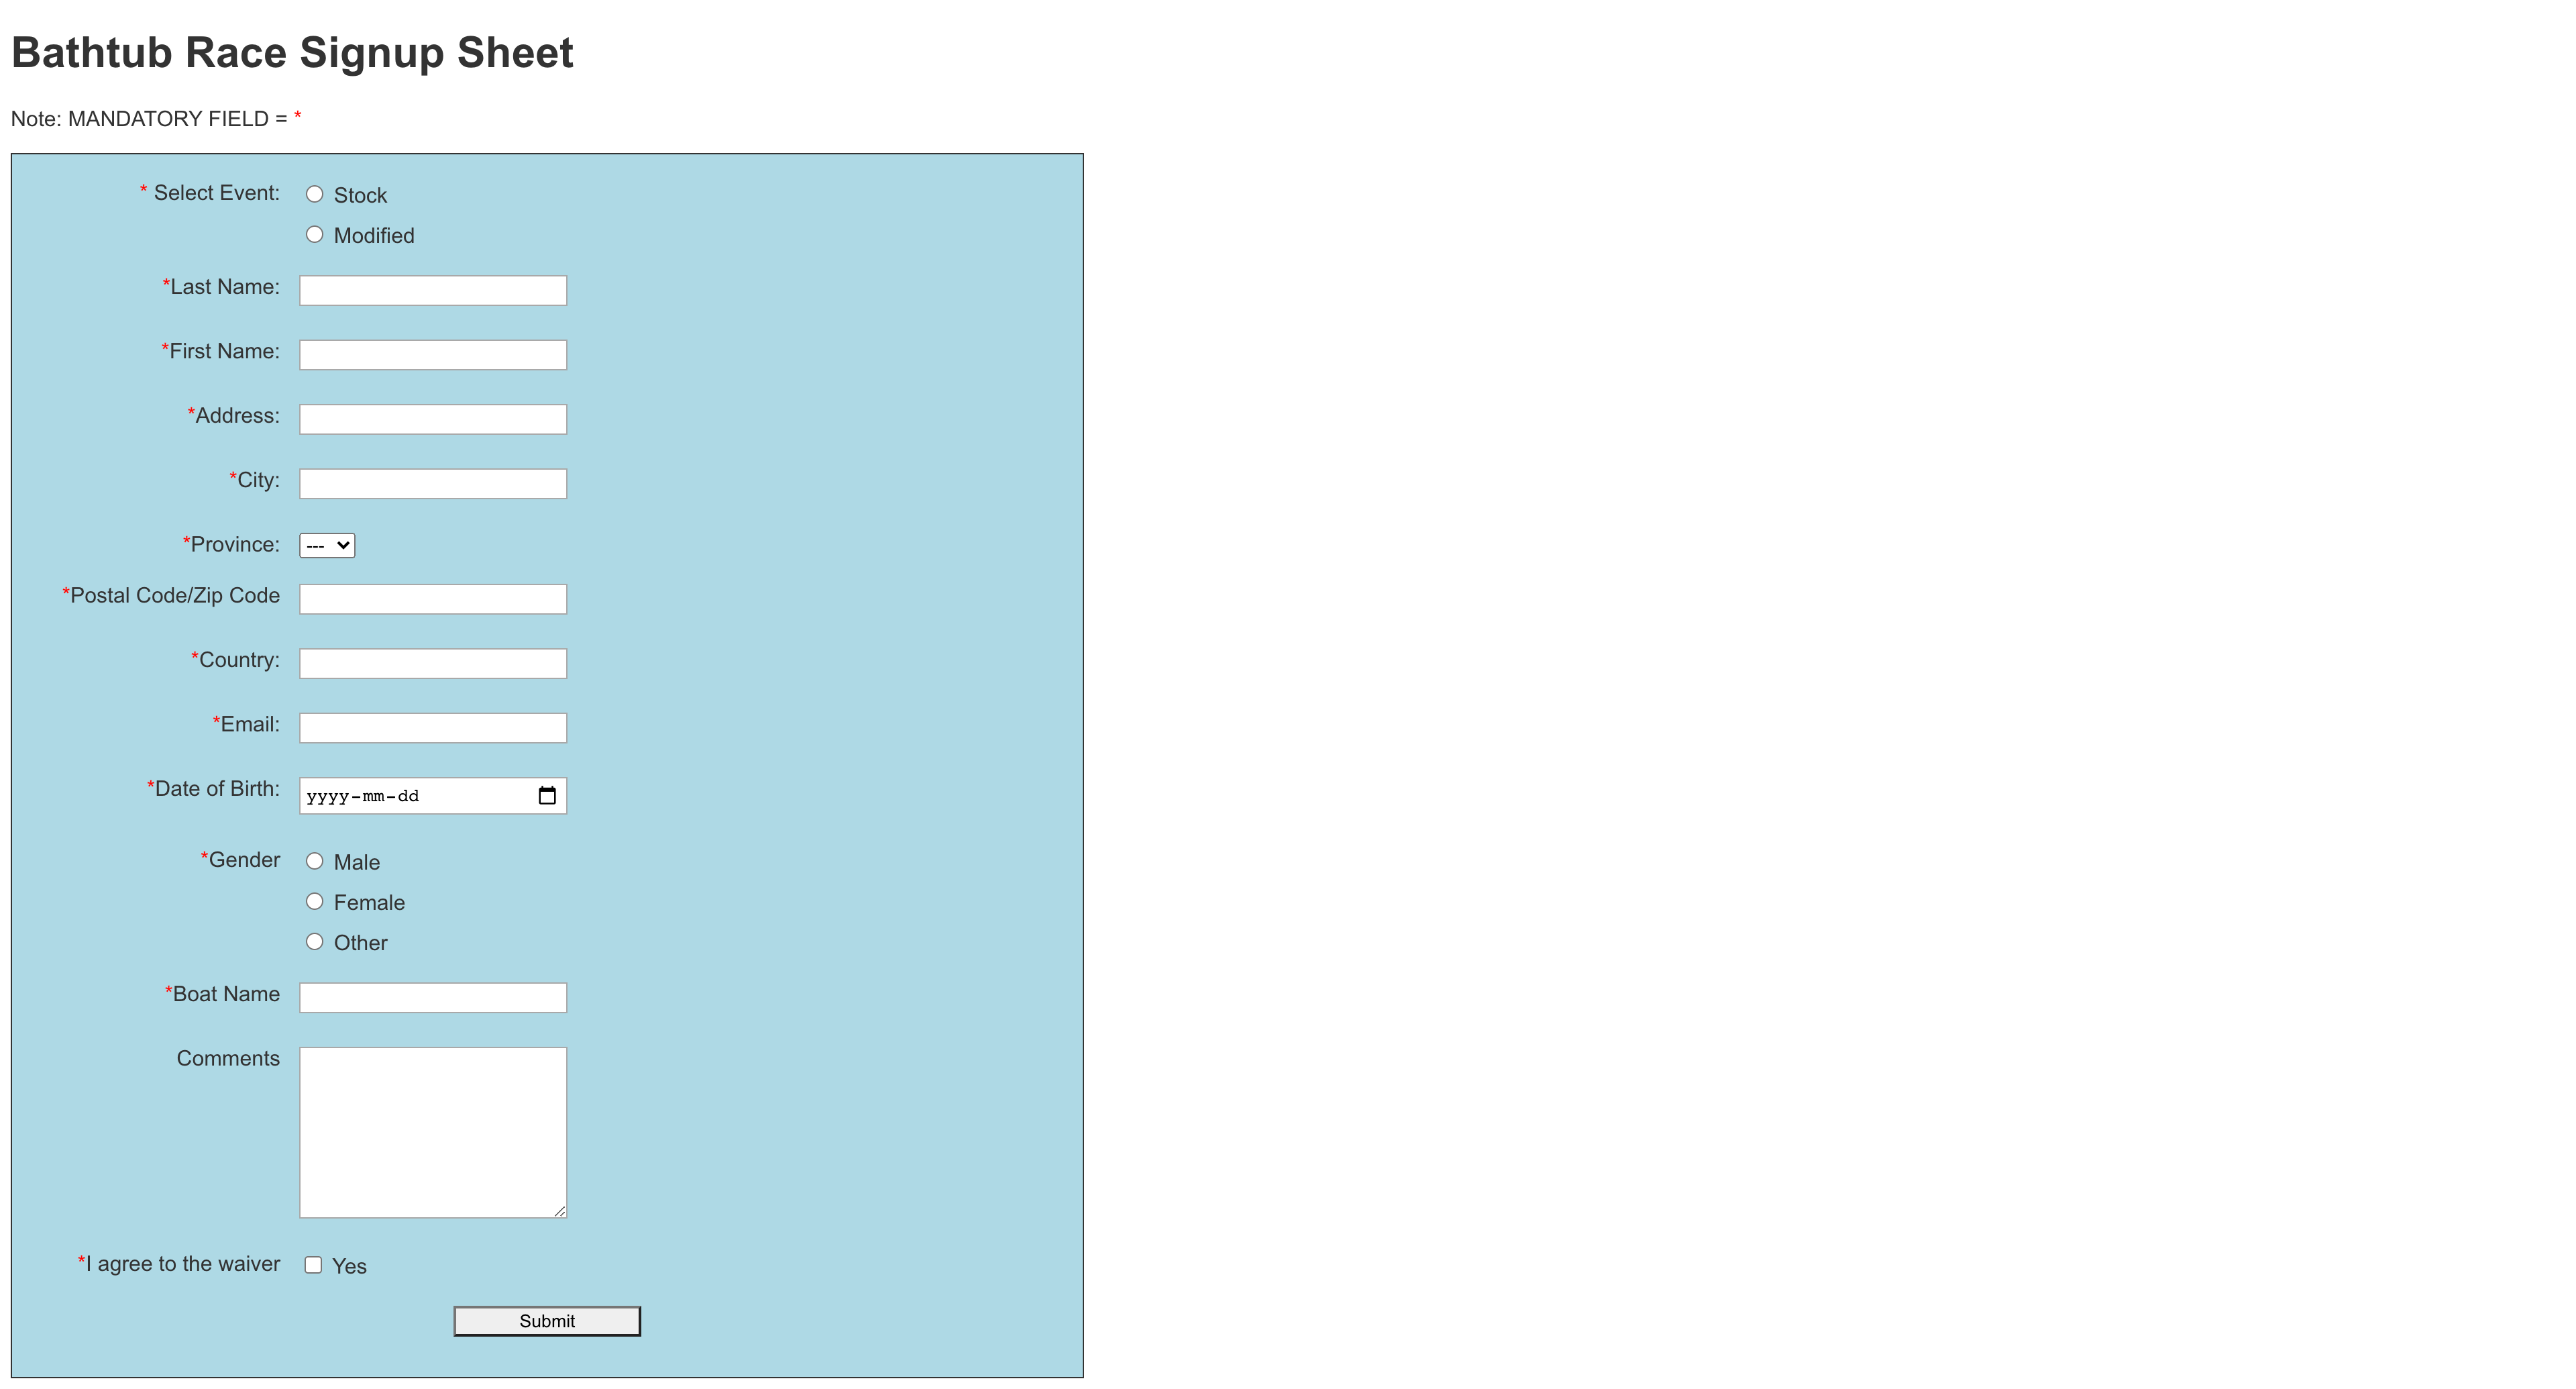 Bathtub Race Signup Sheet
Note: MANDATORY FIELD = *
* Select Event: Stock
Modified
*Last Name:
*First Name:
*Address:
*City:
*Province: ---
*Postal Code/Zip Code
*Country:
*Email:
*Date of Birth: yyyy-mm-dd
*Gender Male
Female
Other
*Boat Name
Comments
*I agree to the waiver Yes
Submit